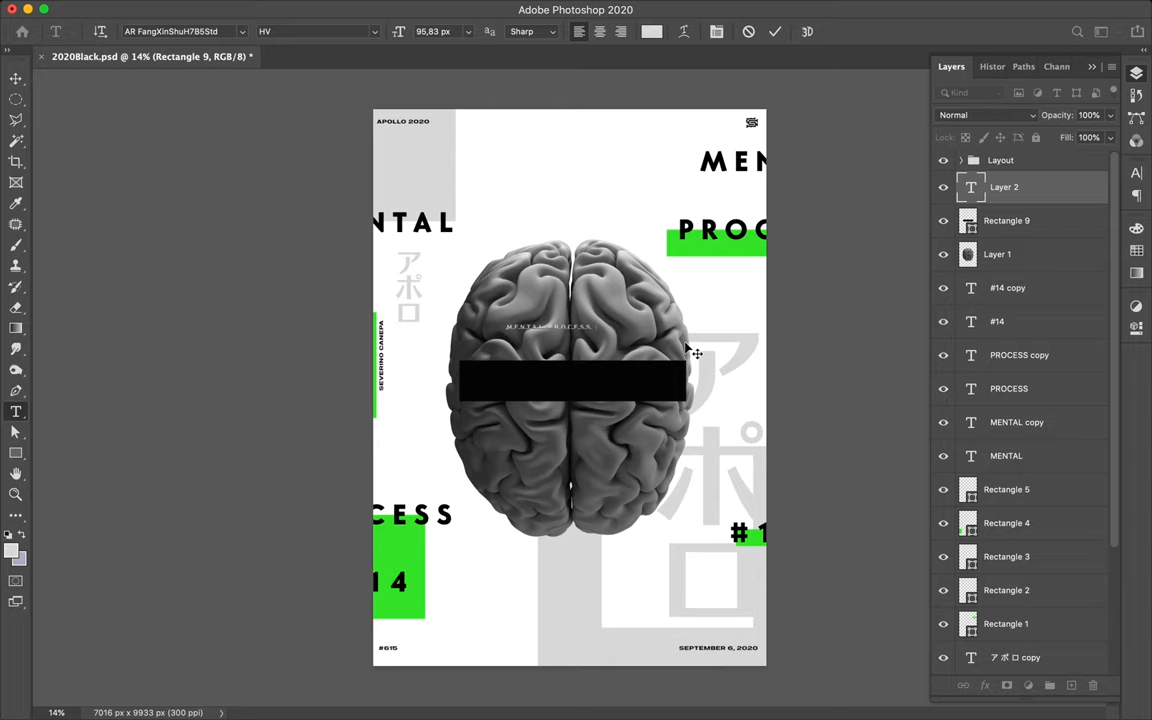 Adobe Photoshop 2020
AR FangXinShuH7B5Std
HV
95,83 px
Sharp
3D
2020Black.psd @ 14% (Rectangle 9, RGB/8) *
Layers
Histor
Paths
Chann
Kind
Normal
Opacity: 100%
Lock:
Fill: 100%
Layout
Layer 2
Rectangle 9
Layer 1
#14 copy
#14
PROCESS copy
PROCESS
MENTAL copy
MENTAL
Rectangle 5
Rectangle 4
Rectangle 3
Rectangle 2
Rectangle 1
アポロ copy
APOLLO 2020
MEN
NTAL
PROC
アポロ
SEVERINO CANEPA
MENTAL PROCESS,
アポロ
CESS
#1
14
#615
SEPTEMBER 6, 2020
14%
7016 px x 9933 px (300 ppi)